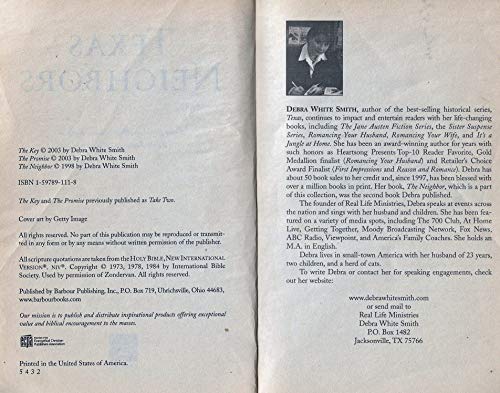 TEXAS
NEIGHBORS
The Key © 2003 by Debra White Smith
The Promise © 2003 by Debra White Smith
The Neighbor © 1998 by Debra White Smith
ISBN 1-59789-111-8
The Key and The Promise previously published as Take Two.
Cover art by Getty Image
All rights reserved. No part of this publication may be reproduced or transmitted in any form or by any means without written permission of the publisher.
All scripture quotations are taken from the HOLY BIBLE, NEW INTERNATIONAL
VERSION®. NIV®. Copyright © 1973, 1978, 1984 by International Bible
Society. Used by permission of Zondervan. All rights reserved.
Published by Barbour Publishing, Inc., P.O. Box 719, Uhrichsville, Ohio 44683,
www.barbourbooks.com
Our mission is to publish and distribute inspirational products offering exceptional
value and biblical encouragement to the masses.
Evangelical Christian
Publishers Association
Printed in the United States of America.
5 4 3 2
DEBRA WHITE SMITH, author of the best-selling historical series,
Texas, continues to impact and entertain readers with her life-changing
books, including The Jane Austen Fiction Series, the Sister Suspense
Series, Romancing Your Husband, Romancing Your Wife, and It's a
Jungle at Home. She has been an award-winning author for years with
such honors as Heartsong Presents Top-10 Reader Favorite, Gold
Medallion finalist (Romancing Your Husband) and Retailer's Choice
Award Finalist (First Impressions and Reason and Romance). Debra has
about 50 book sales to her credit and, since 1997, has been blessed with
over a million books in print. Her book, The Neighbor, which is a part
of this collection, was the second book Debra published.
The founder of Real Life Ministries, Debra speaks at events across
the nation and sings with her husband and children. She has been fea-
tured on a variety of media spots, including The 700 Club, At Home
Live, Getting Together, Moody Broadcasting Network, Fox News,
ABC Radio, Viewpoint, and America's Family Coaches. She holds an
M.A. in English.
Debra lives in small-town America with her husband of 23 years,
two children, and a herd of cats.
To write Debra or contact her for speaking engagements, check
out her website:
www.debrawhitesmith.com
or send mail to
Real Life Ministries
Debra White Smith
P.O. Box 1482
Jacksonville, TX 75766